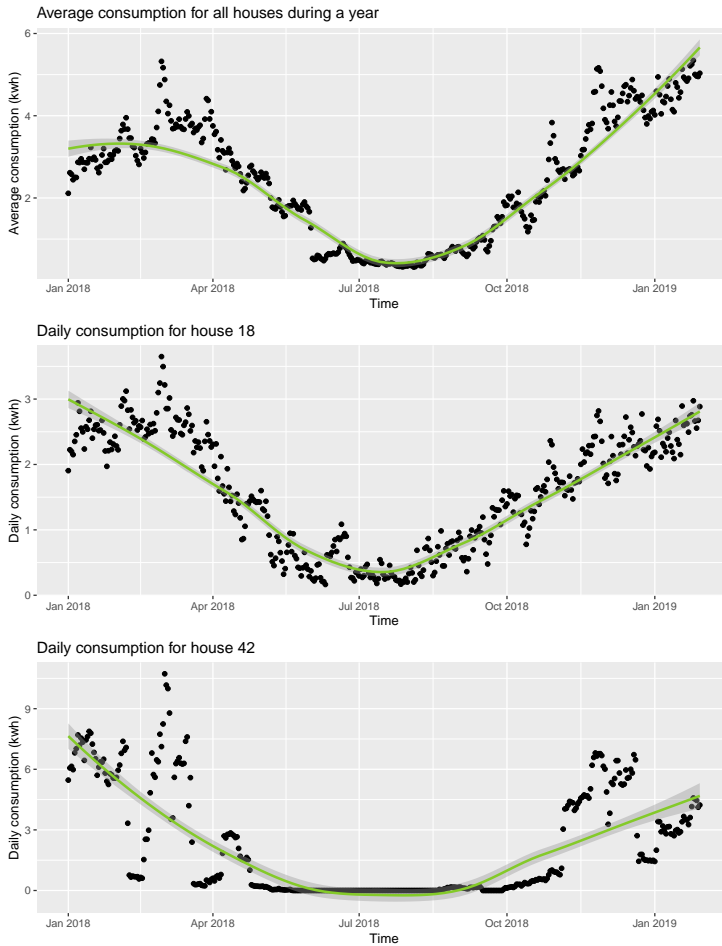 Average consumption for all houses during a year
Average consumption (kwh)
6
4
2
Jan 2018 Apr 2018 Jul 2018 Oct 2018 Jan 2019
Time
Daily consumption for house 18
Daily consumption (kwh)
3
2
1
0
Jan 2018 Apr 2018 Jul 2018 Oct 2018 Jan 2019
Time
Daily consumption for house 42
Daily consumption (kwh)
9
6
3
0
Jan 2018 Apr 2018 Jul 2018 Oct 2018 Jan 2019
Time